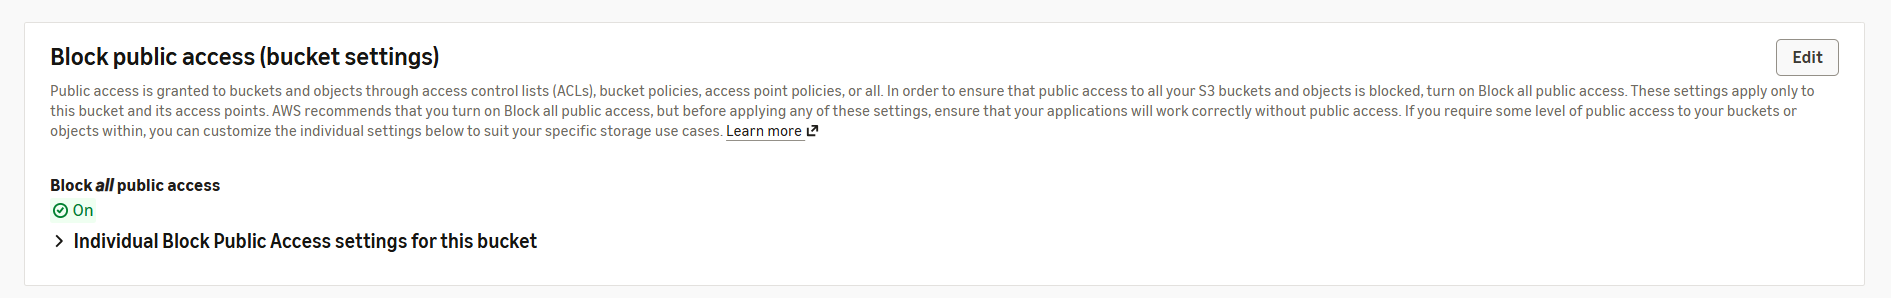 Block public access (bucket settings)
Edit
Public access is granted to buckets and objects through access control lists (ACLs), bucket policies, access point policies, or all. In order to ensure that public access to all your S3 buckets and objects is blocked, turn on Block all public access. These settings apply only to
this bucket and its access points. AWS recommends that you turn on Block all public access, but before applying any of these settings, ensure that your applications will work correctly without public access. If you require some level of public access to your buckets or
objects within, you can customize the individual settings below to suit your specific storage use cases. Learn more
Block all public access
On
Individual Block Public Access settings for this bucket